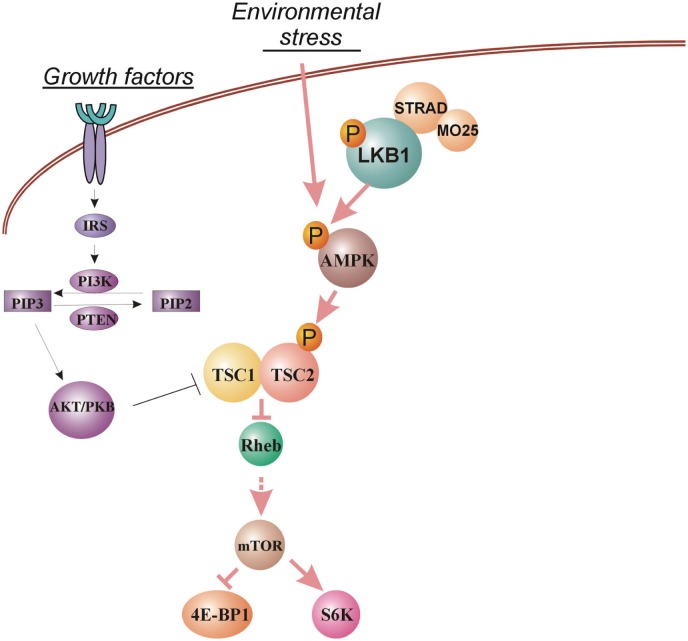 Environmental
stress
Growth factors
STRAD
MO25
P
LKB1
IRS
P
AMPK
PI3K
PIP3
PIP2
PTEN
P
TSC1
TSC2
AKT/PKB
Rheb
mTOR
4E-BP1
S6K